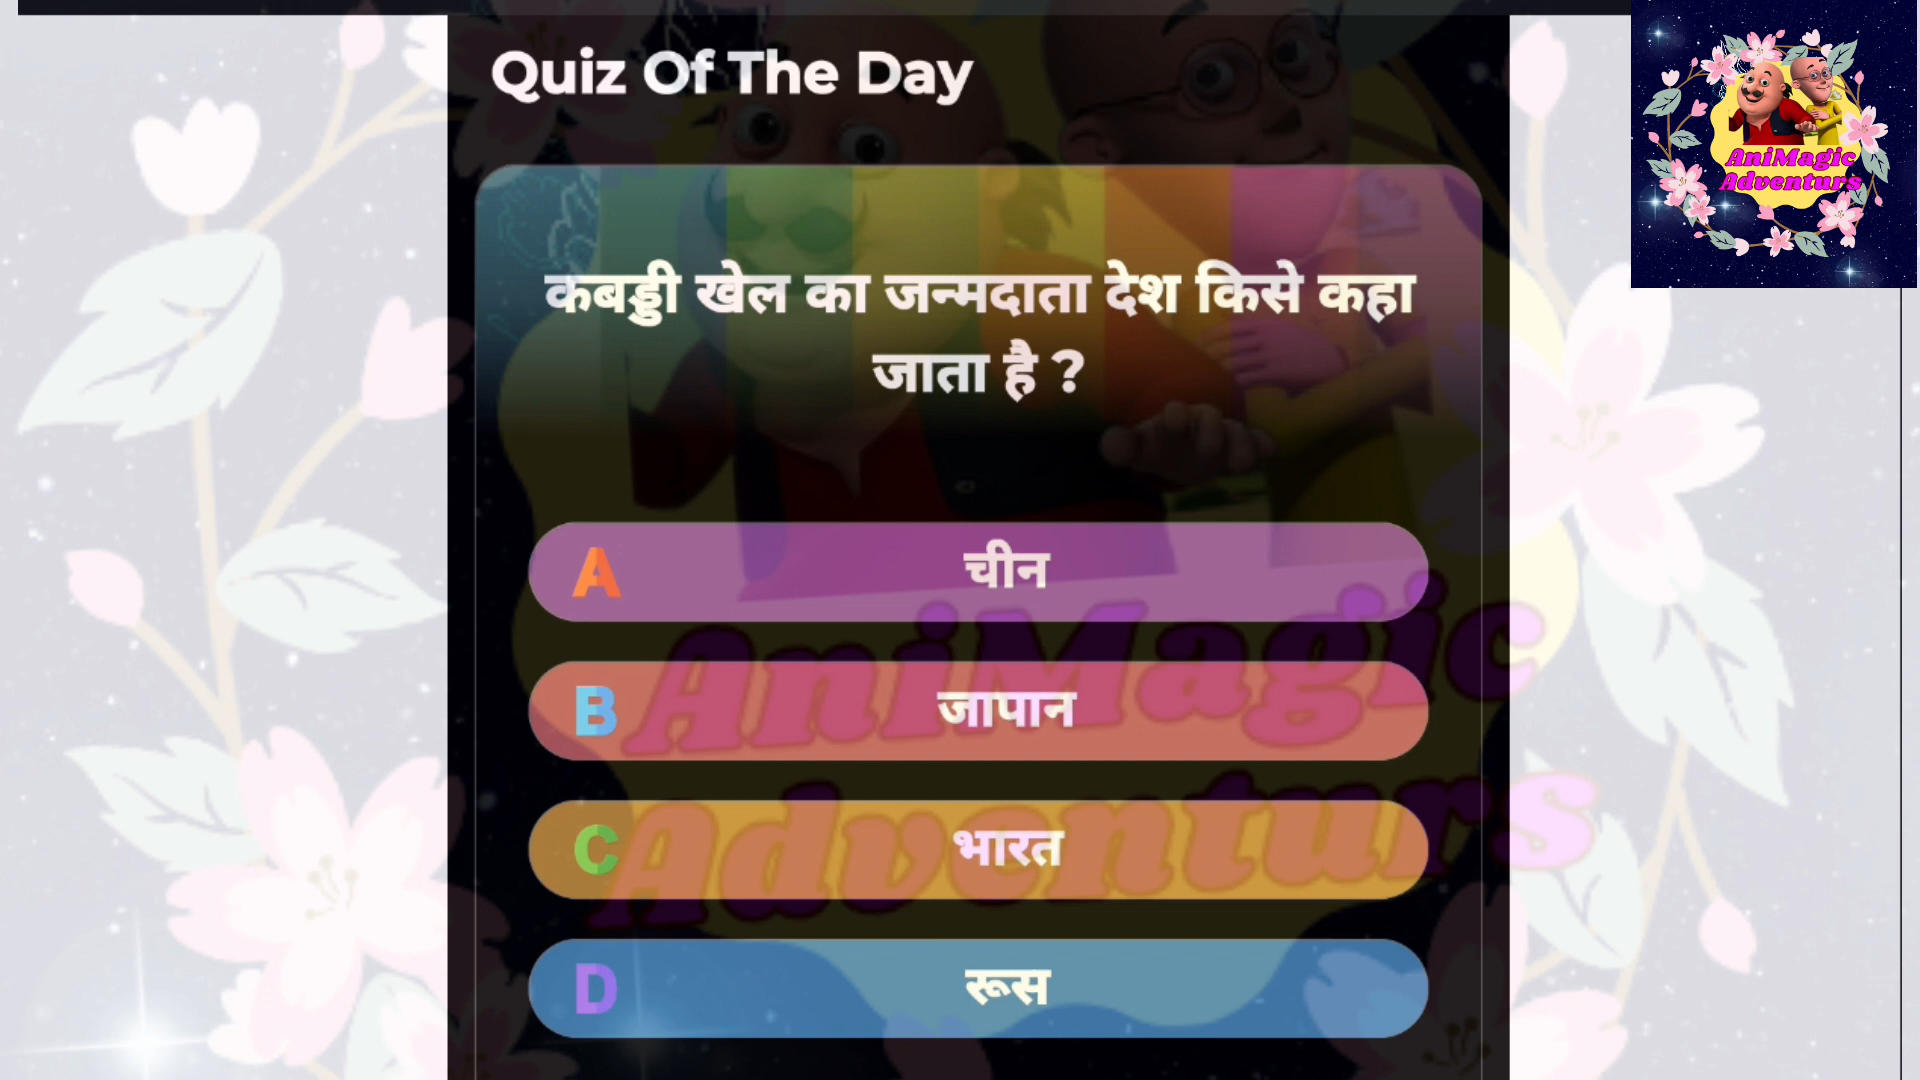 Quiz Of The Day
कबड्डी खेल का जन्मदाता देश किसे कहा
जाता है ?
A चीन
B जापान
C भारत
D रूस
AniMagic
Adventurs
AniMagic
Adventurs